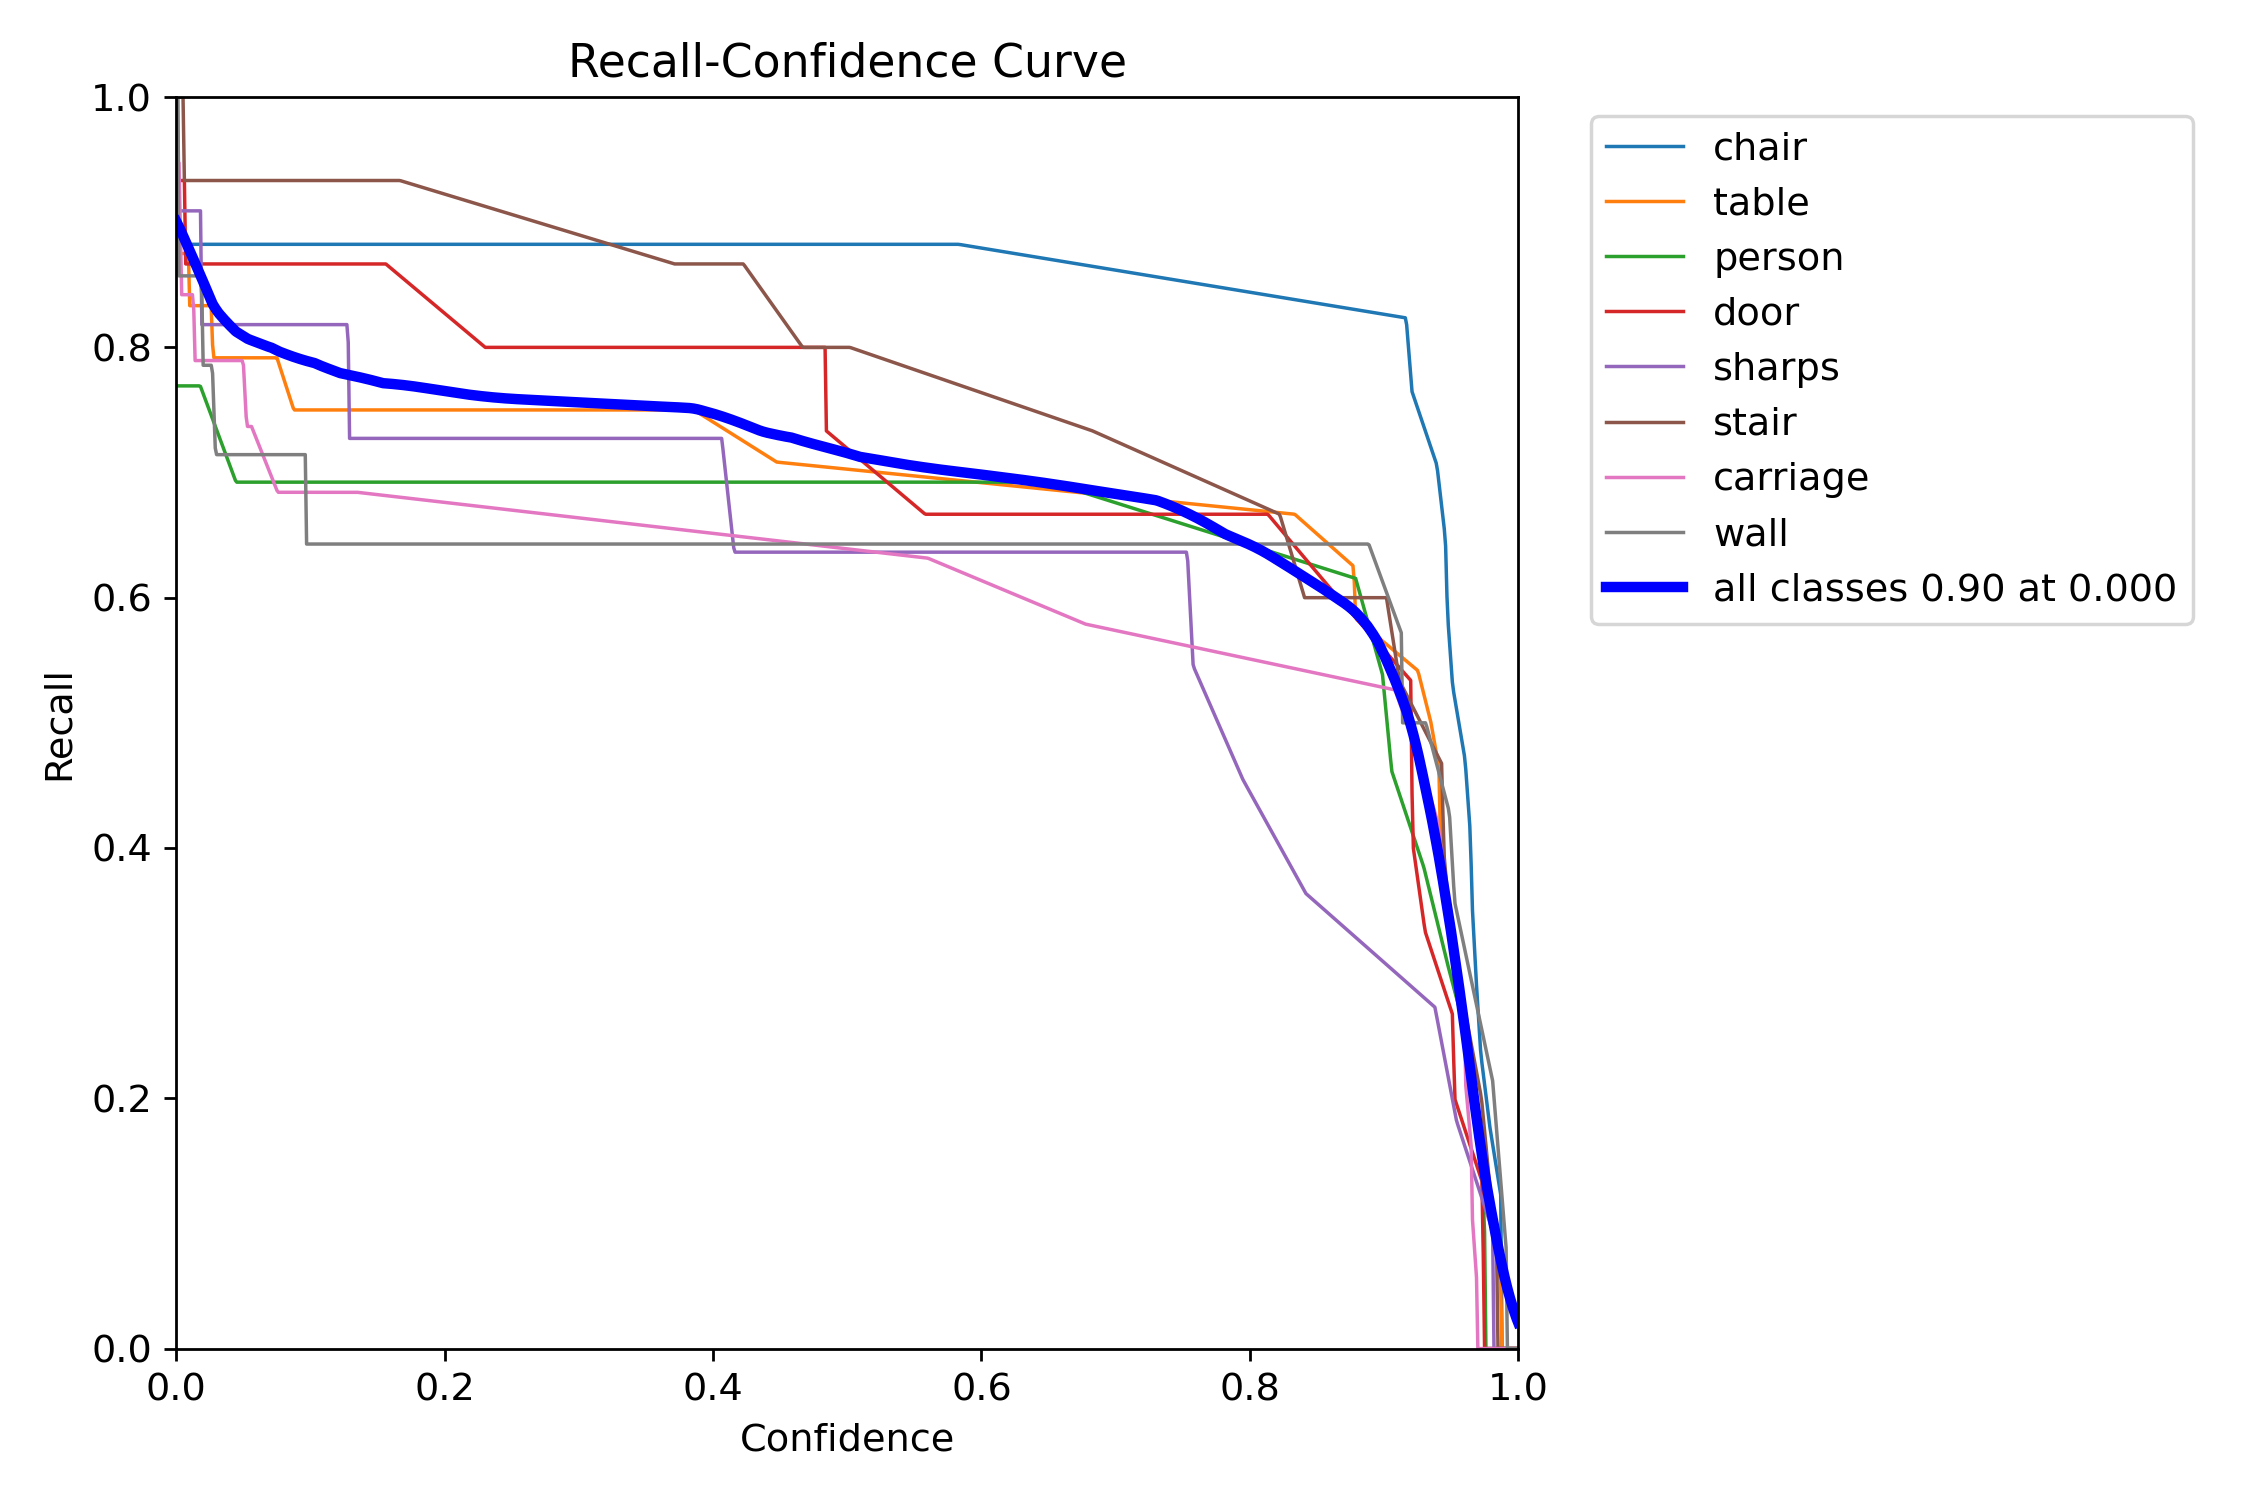 Recall-Confidence Curve
1.0
0.8
0.6
0.4
0.2
0.0
Recall
0.0 0.2 0.4 0.6 0.8 1.0
Confidence
chair
table
person
door
sharps
stair
carriage
wall
all classes 0.90 at 0.000